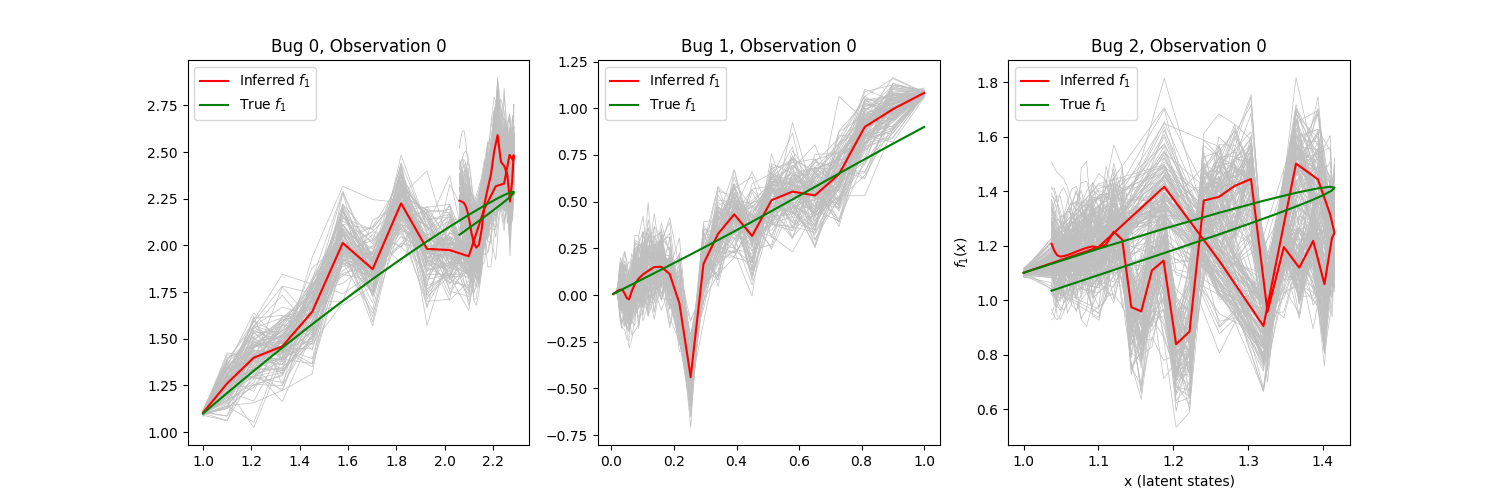 Bug 0, Observation 0
Inferred f₁
True f₁
2.75
2.50
2.25
2.00
1.75
1.50
1.25
1.00
1.0 1.2 1.4 1.6 1.8 2.0 2.2
Bug 1, Observation 0
Inferred f₁
True f₁
1.25
1.00
0.75
0.50
0.25
0.00
−0.25
−0.50
−0.75
0.0 0.2 0.4 0.6 0.8 1.0
Bug 2, Observation 0
Inferred f₁
True f₁
f₁(x)
1.8
1.6
1.4
1.2
1.0
0.8
0.6
1.0 1.1 1.2 1.3 1.4
x (latent states)